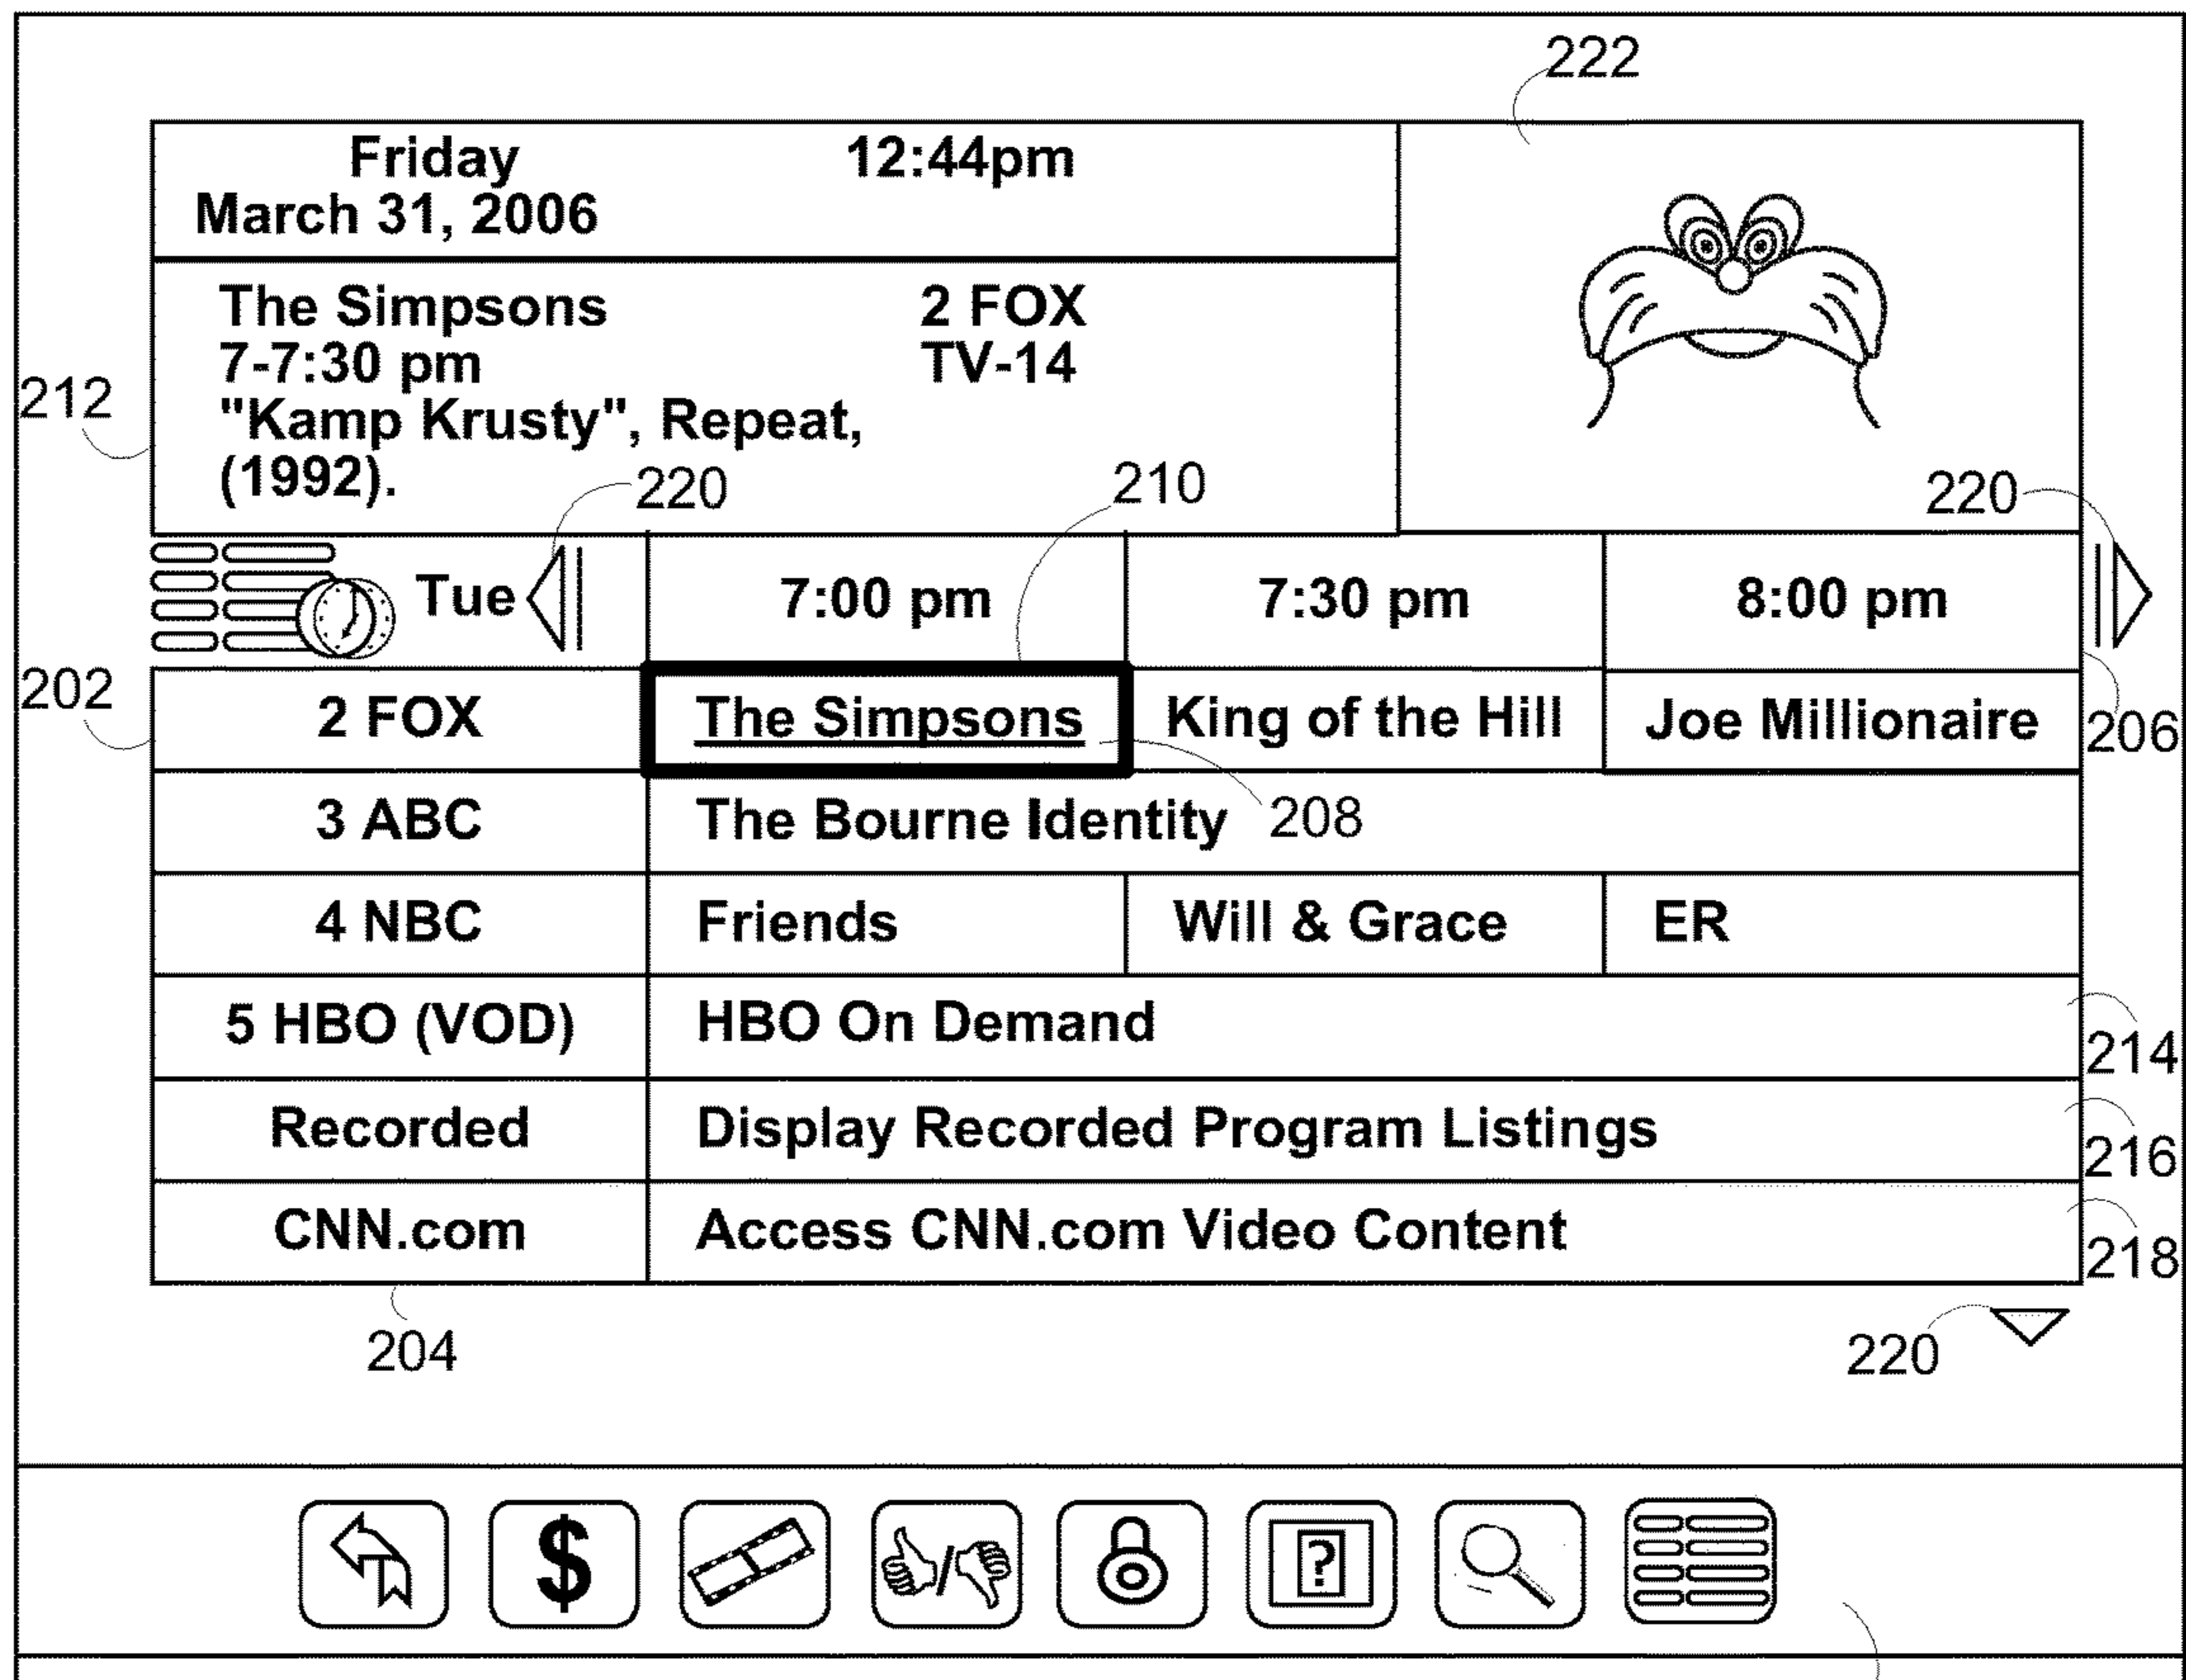 222
Friday 12:44pm
March 31, 2006
The Simpsons 2 FOX
7-7:30 pm TV-14
212
"Kamp Krusty", Repeat,
(1992).
220 210 220
Tue 7:00 pm 7:30 pm 8:00 pm
202
2 FOX The Simpsons King of the Hill Joe Millionaire
206
3 ABC The Bourne Identity 208
4 NBC Friends Will & Grace ER
5 HBO (VOD) HBO On Demand
214
Recorded Display Recorded Program Listings
216
CNN.com Access CNN.com Video Content
218
204 220
$ / ?